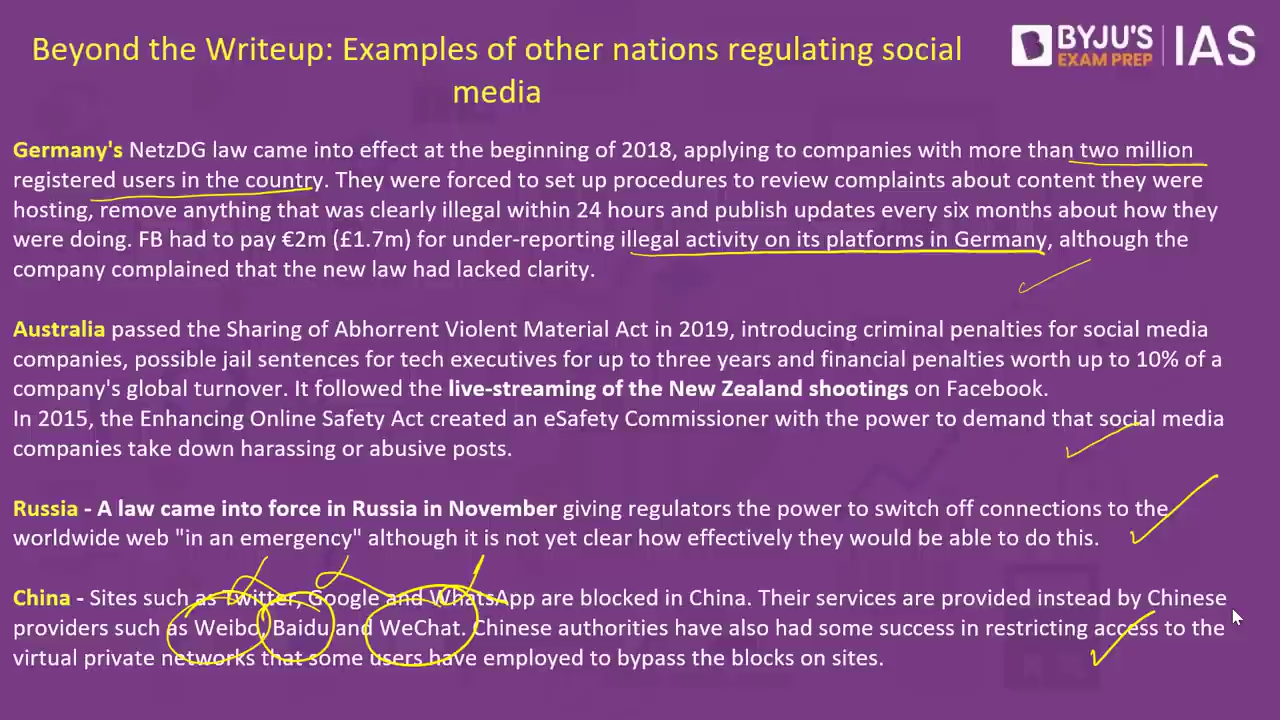 Beyond the Writeup: Examples of other nations regulating social
media
BYJU'S
EXAM PREP
IAS
Germany's NetzDG law came into effect at the beginning of 2018, applying to companies with more than two million
registered users in the country. They were forced to set up procedures to review complaints about content they were
hosting, remove anything that was clearly illegal within 24 hours and publish updates every six months about how they
were doing. FB had to pay €2m (£1.7m) for under-reporting illegal activity on its platforms in Germany, although the
company complained that the new law had lacked clarity.
Australia passed the Sharing of Abhorrent Violent Material Act in 2019, introducing criminal penalties for social media
companies, possible jail sentences for tech executives for up to three years and financial penalties worth up to 10% of a
company's global turnover. It followed the live-streaming of the New Zealand shootings on Facebook.
In 2015, the Enhancing Online Safety Act created an eSafety Commissioner with the power to demand that social media
companies take down harassing or abusive posts.
Russia - A law came into force in Russia in November giving regulators the power to switch off connections to the
worldwide web "in an emergency" although it is not yet clear how effectively they would be able to do this.
China - Sites such as Twitter, Google and WhatsApp are blocked in China. Their services are provided instead by Chinese
providers such as Weibo, Baidu and WeChat. Chinese authorities have also had some success in restricting access to the
virtual private networks that some users have employed to bypass the blocks on sites.